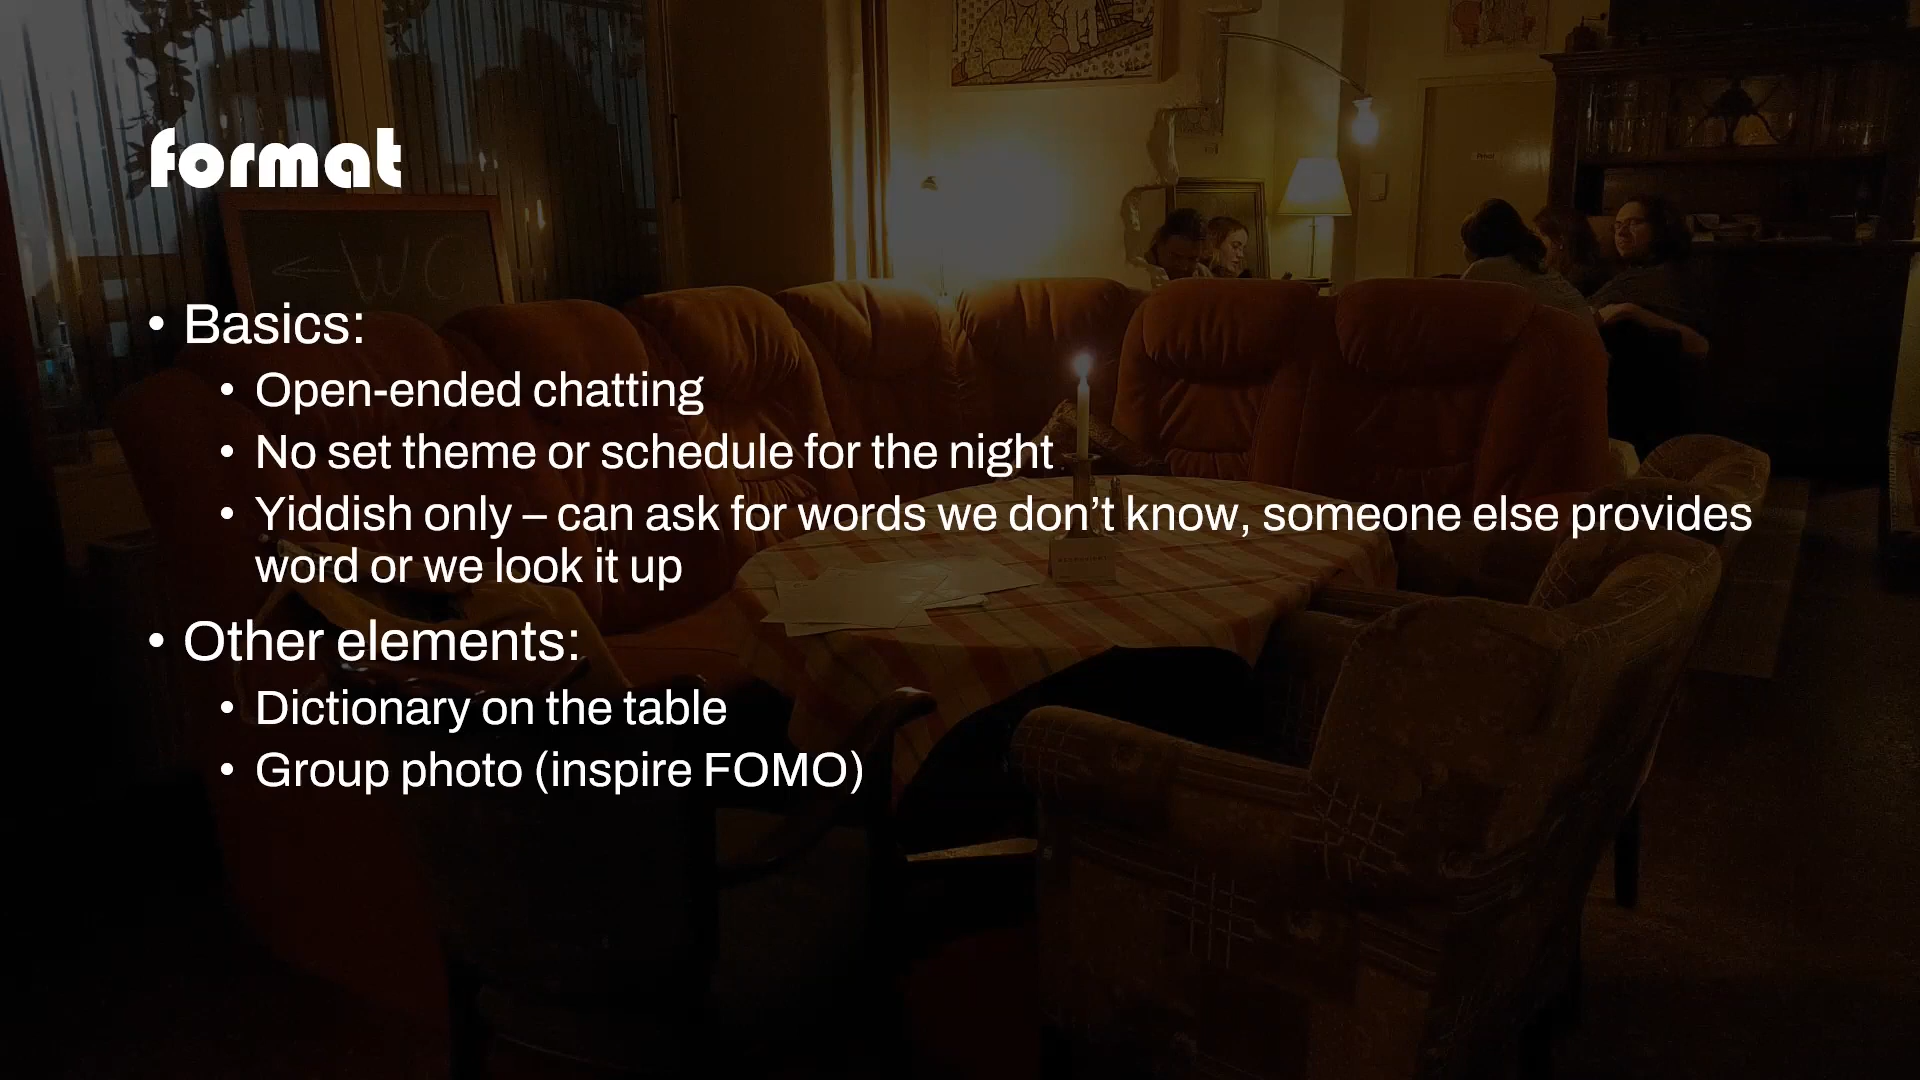 format
←WC
• Basics:
• Open-ended chatting
• No set theme or schedule for the night
• Yiddish only – can ask for words we don’t know, someone else provides
word or we look it up
• Other elements:
• Dictionary on the table
• Group photo (inspire FOMO)